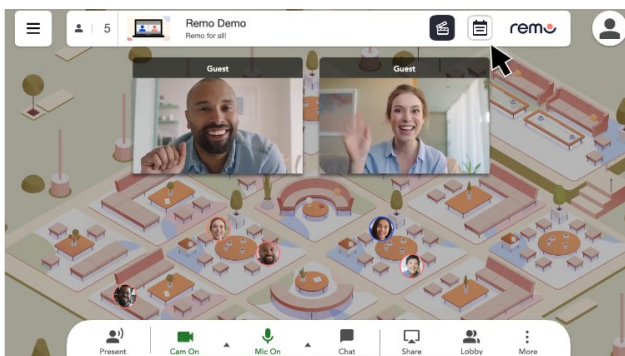 5
Remo Demo
Remo for all!
remo
Guest
Guest
Present
Cam On
Mic On
Chat
Share
Lobby
More